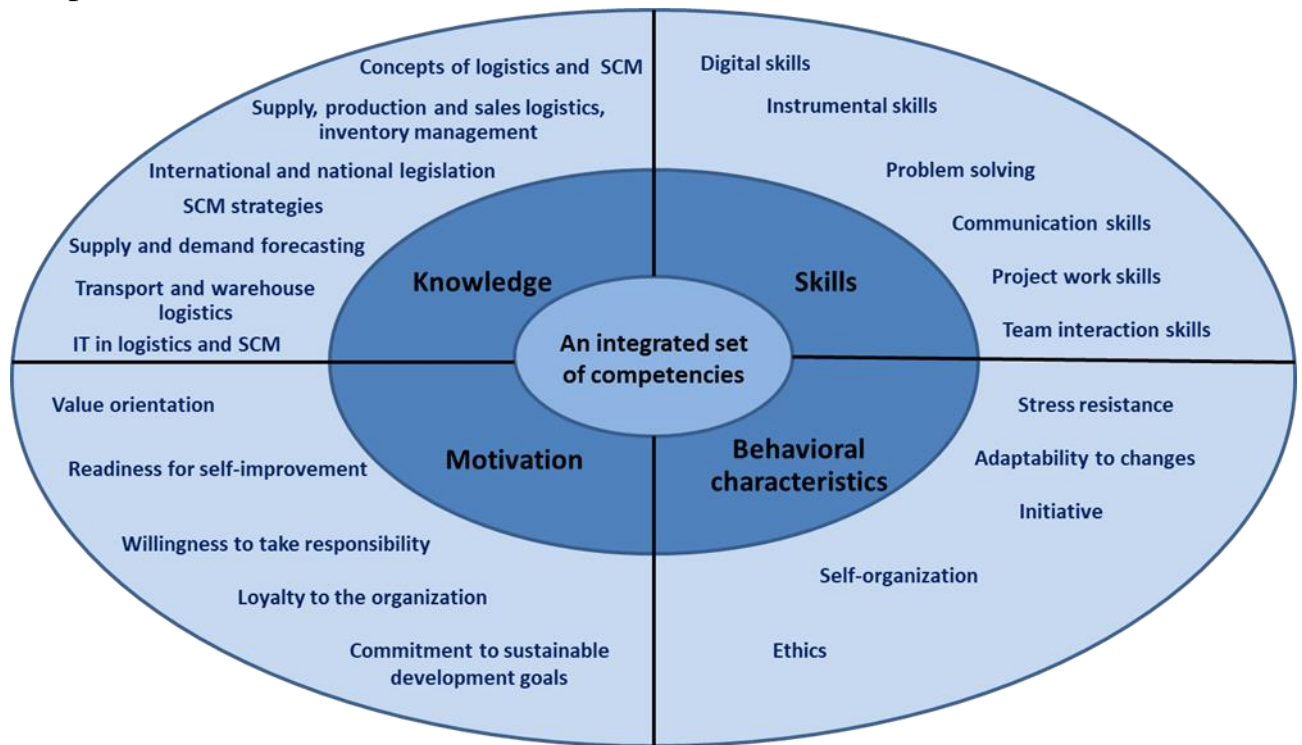 Concepts of logistics and SCM
Supply, production and sales logistics,
inventory management
International and national legislation
SCM strategies
Supply and demand forecasting
Transport and warehouse
logistics
IT in logistics and SCM
Digital skills
Instrumental skills
Problem solving
Communication skills
Project work skills
Team interaction skills
Knowledge
Skills
An integrated set
of competencies
Motivation
Behavioral
characteristics
Value orientation
Readiness for self-improvement
Willingness to take responsibility
Loyalty to the organization
Commitment to sustainable
development goals
Stress resistance
Adaptability to changes
Initiative
Self-organization
Ethics